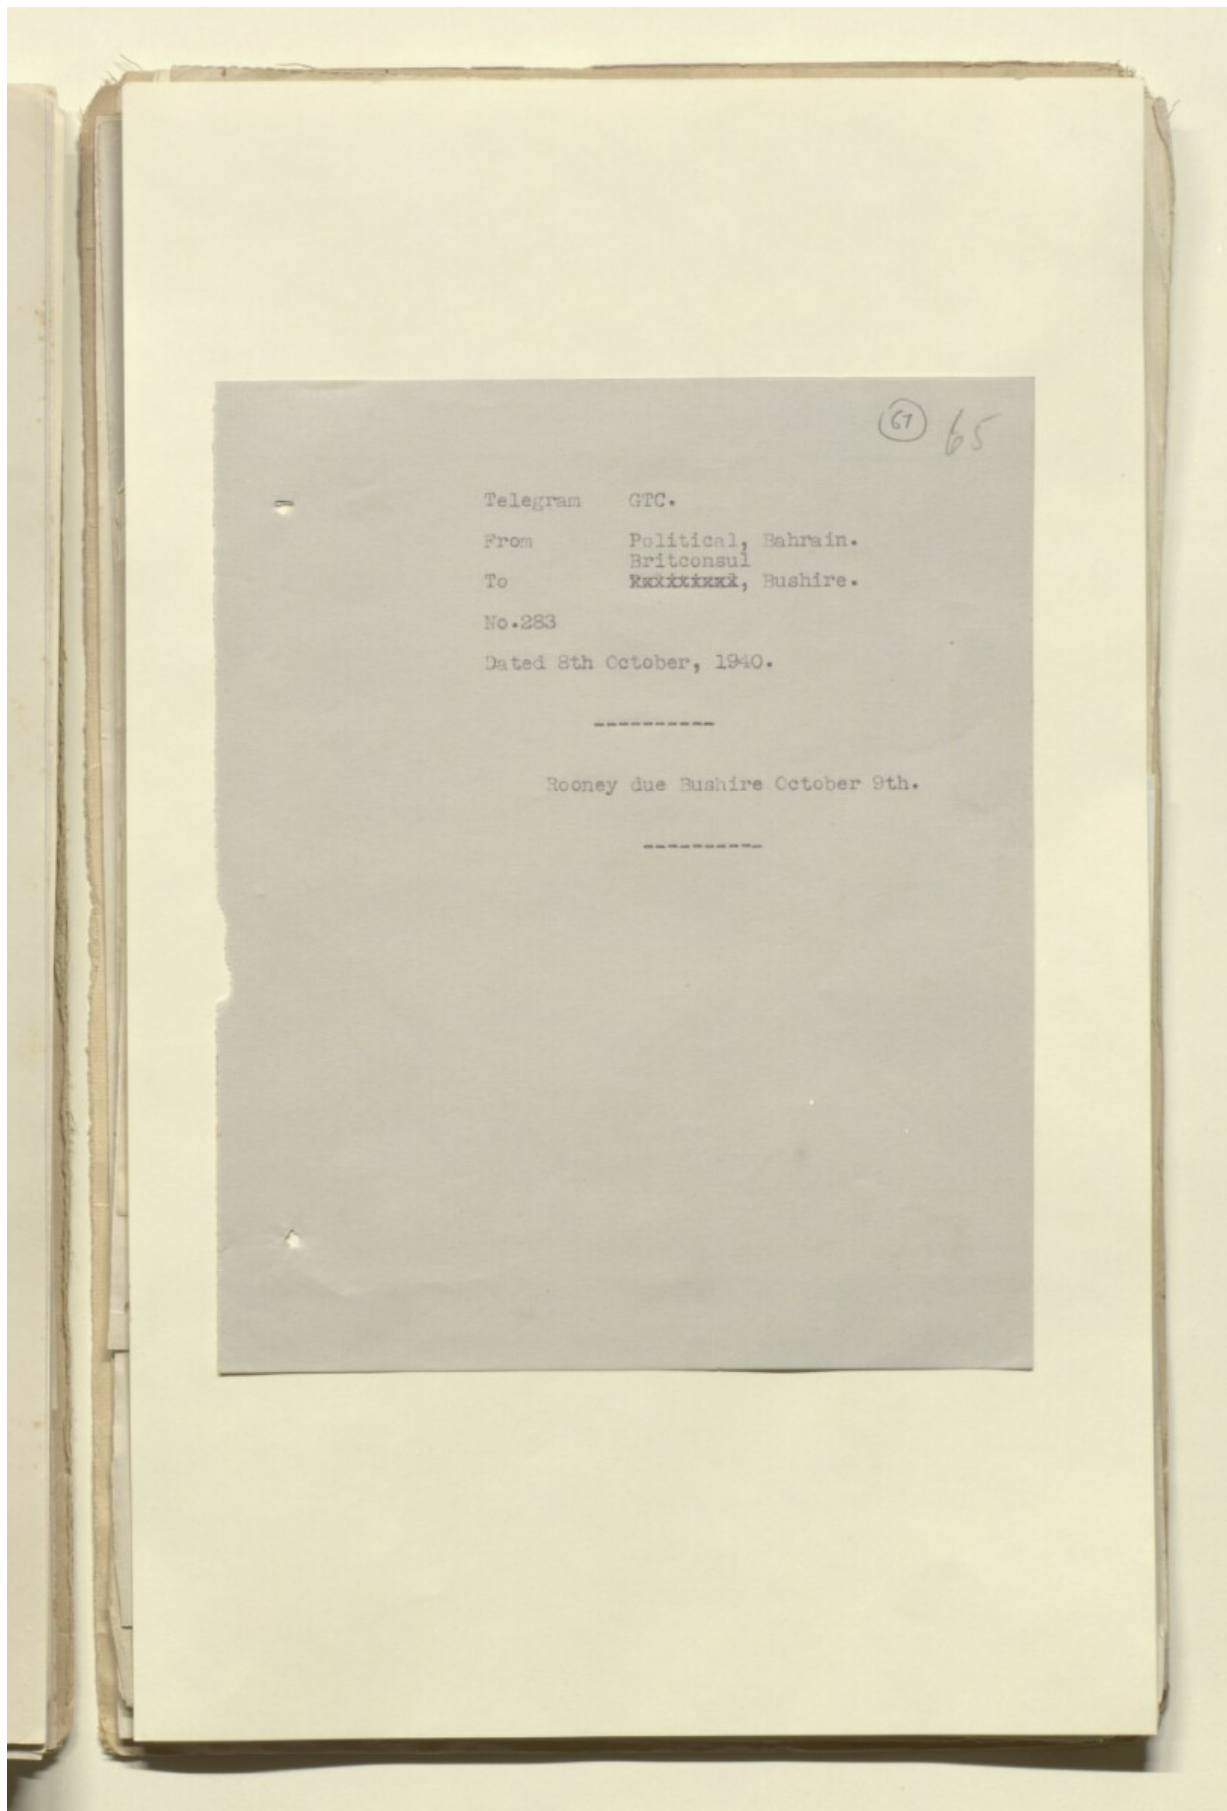 67 65
Telegram GTC.
From Political, Bahrain.
Britconsul
To , Bushire.
No.283
Dated 8th October, 1940.
----------
Rooney due Bushire October 9th.
----------